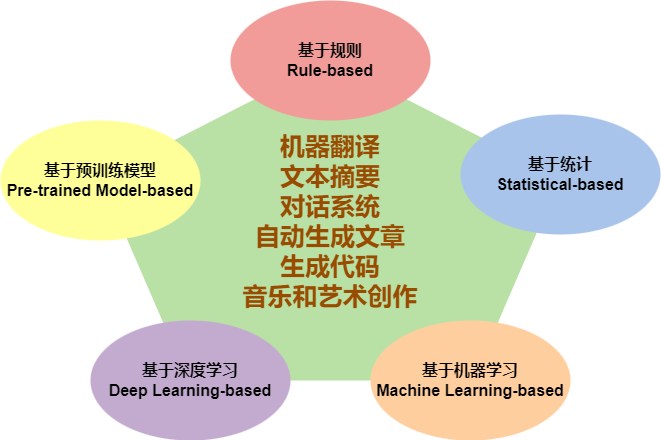 基于规则
Rule-based
基于预训练模型
Pre-trained Model-based
基于统计
Statistical-based
机器翻译
文本摘要
对话系统
自动生成文章
生成代码
音乐和艺术创作
基于深度学习
Deep Learning-based
基于机器学习
Machine Learning-based